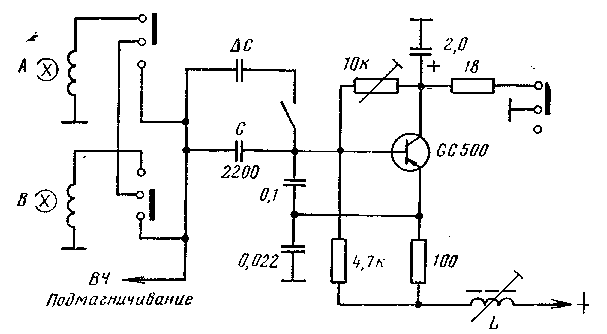 ΔC
2,0
+
10к
18
A
X
C
2200
GC500
0,1
B
X
0,022
4,7к
100
ВЧ
Подмагничивание
L
+